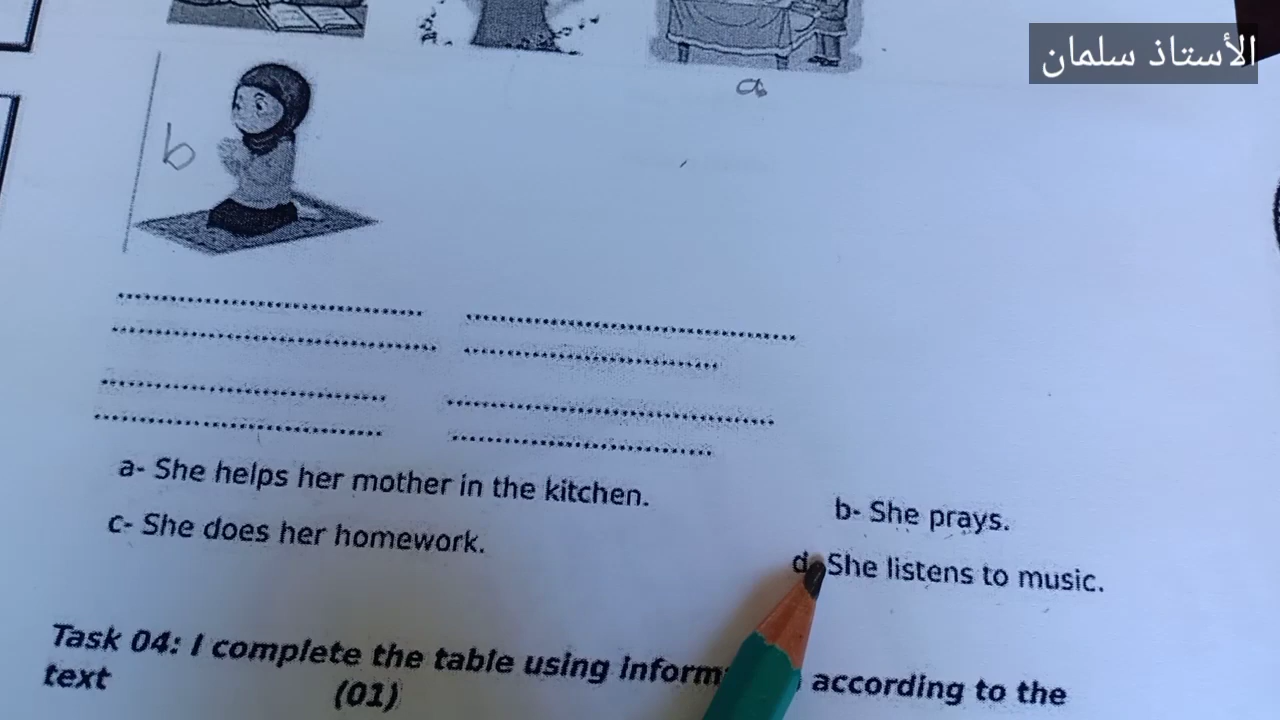 الأستاذ سلمان
a
b
a- She helps her mother in the kitchen.
b- She prays.
c- She does her homework.
d- She listens to music.
Task 04: I complete the table using inform according to the
text (01)